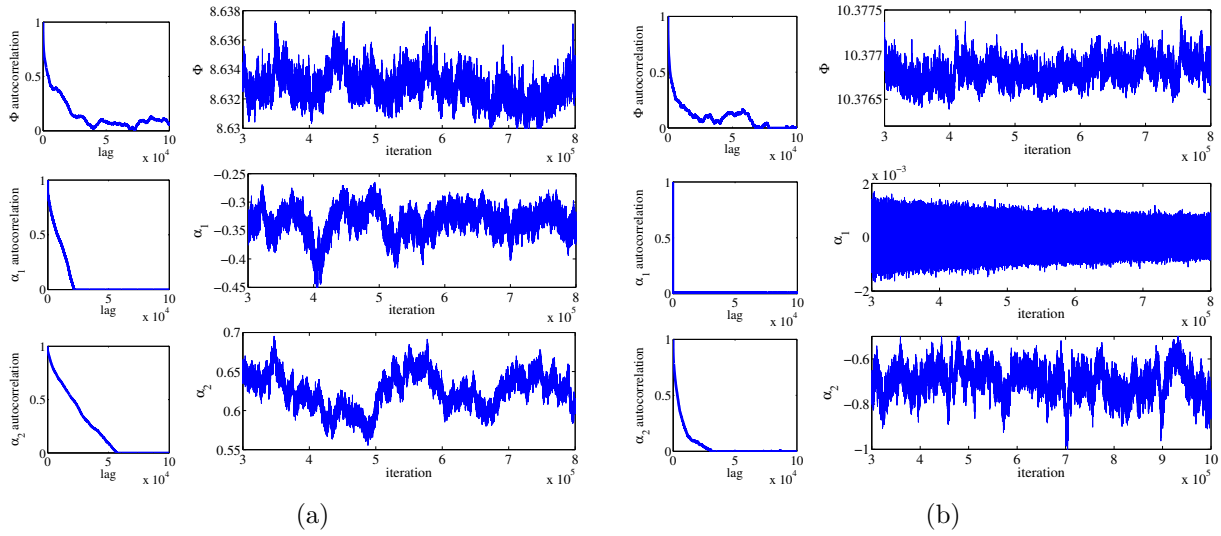 Φ autocorrelation
1
0.5
0
0 5 10
lag
x 10^4
Φ
8.638
8.636
8.634
8.632
8.63
3 4 5 6 7 8
iteration
x 10^5
α_1 autocorrelation
1
0.5
0
0 5 10
lag
x 10^4
α_1
−0.25
−0.3
−0.35
−0.4
−0.45
3 4 5 6 7 8
iteration
x 10^5
α_2 autocorrelation
1
0.5
0
0 5 10
lag
x 10^4
α_2
0.7
0.65
0.6
0.55
3 4 5 6 7 8
iteration
x 10^5
(a)
Φ autocorrelation
1
0.5
0
0 5 10
lag
x 10^4
Φ
10.3775
10.377
10.3765
3 4 5 6 7 8
iteration
x 10^5
α_1 autocorrelation
1
0.5
0
0 5 10
lag
x 10^4
x 10^−3
α_1
2
0
−2
3 4 5 6 7 8
iteration
x 10^5
α_2 autocorrelation
1
0.5
0
0 5 10
lag
x 10^4
α_2
−0.6
−0.8
−1
3 4 5 6 7 8 9 10
iteration
x 10^5
(b)